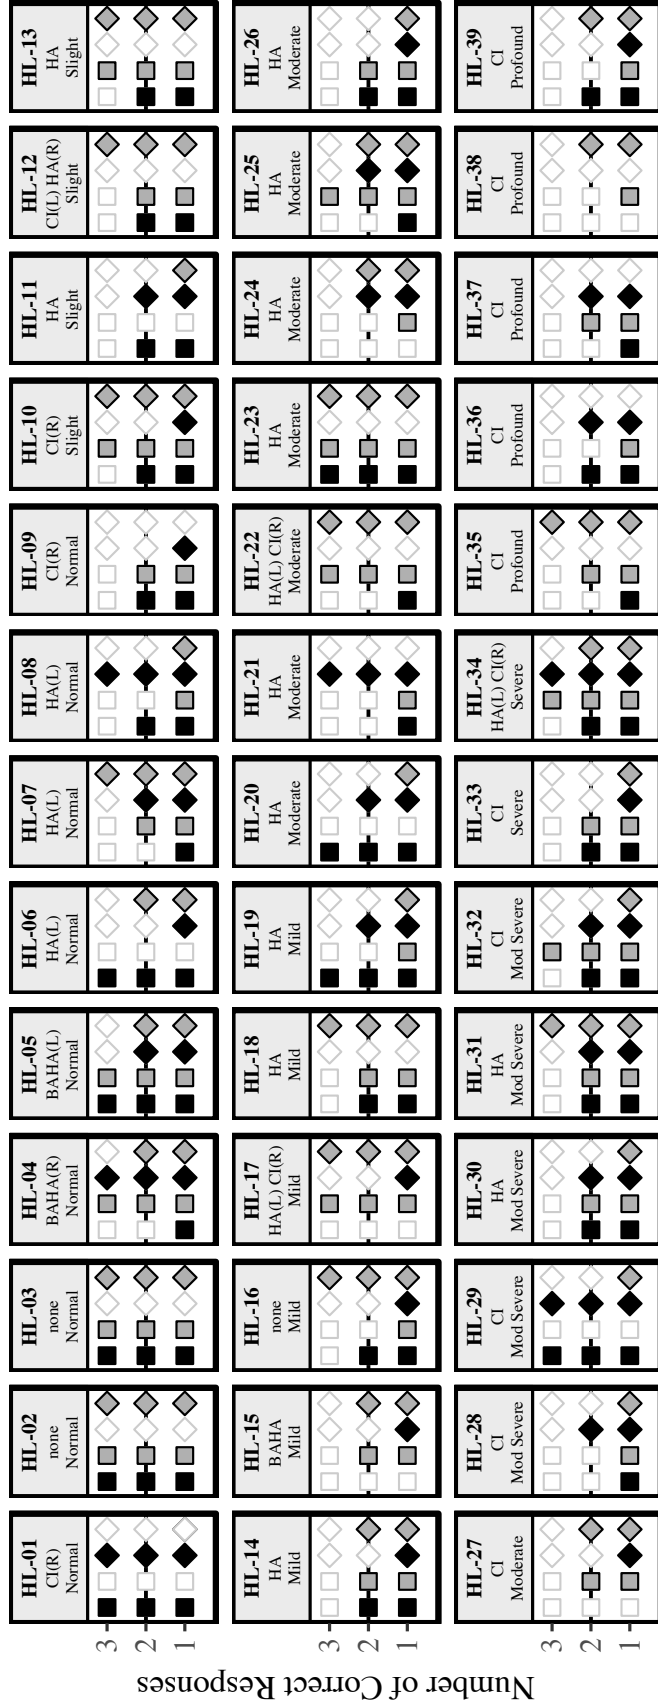 Number of Correct Responses
3
2
1
HL-01
CI(R)
Normal
HL-02
none
Normal
HL-03
none
Normal
HL-04
BAHA(R)
Normal
HL-05
BAHA(L)
Normal
HL-06
HA(L)
Normal
HL-07
HA(L)
Normal
HL-08
HA(L)
Normal
HL-09
CI(R)
Normal
HL-10
CI(R)
Slight
HL-11
HA
Slight
HL-12
CI(L) HA(R)
Slight
HL-13
HA
Slight
3
2
1
HL-14
HA
Mild
HL-15
BAHA
Mild
HL-16
none
Mild
HL-17
HA(L) CI(R)
Mild
HL-18
HA
Mild
HL-19
HA
Mild
HL-20
HA
Moderate
HL-21
HA
Moderate
HL-22
HA(L) CI(R)
Moderate
HL-23
HA
Moderate
HL-24
HA
Moderate
HL-25
HA
Moderate
HL-26
HA
Moderate
3
2
1
HL-27
CI
Moderate
HL-28
CI
Mod Severe
HL-29
CI
Mod Severe
HL-30
HA
Mod Severe
HL-31
HA
Mod Severe
HL-32
CI
Mod Severe
HL-33
CI
Severe
HL-34
HA(L) CI(R)
Severe
HL-35
CI
Profound
HL-36
CI
Profound
HL-37
CI
Profound
HL-38
CI
Profound
HL-39
CI
Profound